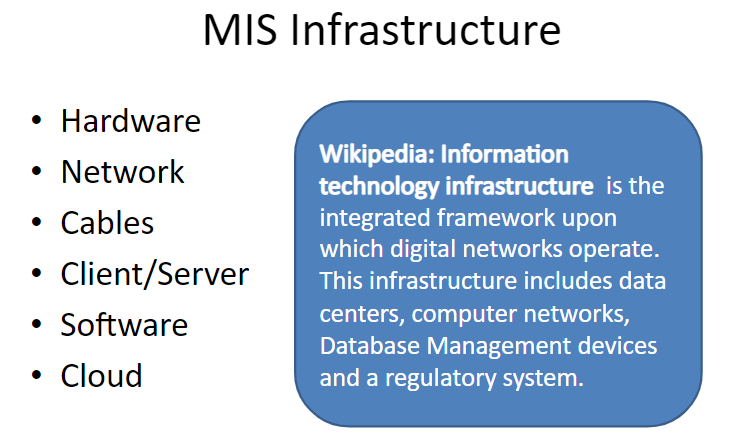 MIS Infrastructure
• Hardware
• Network
• Cables
• Client/Server
• Software
• Cloud
Wikipedia: Information
technology infrastructure is the
integrated framework upon
which digital networks operate.
This infrastructure includes data
centers, computer networks,
Database Management devices
and a regulatory system.